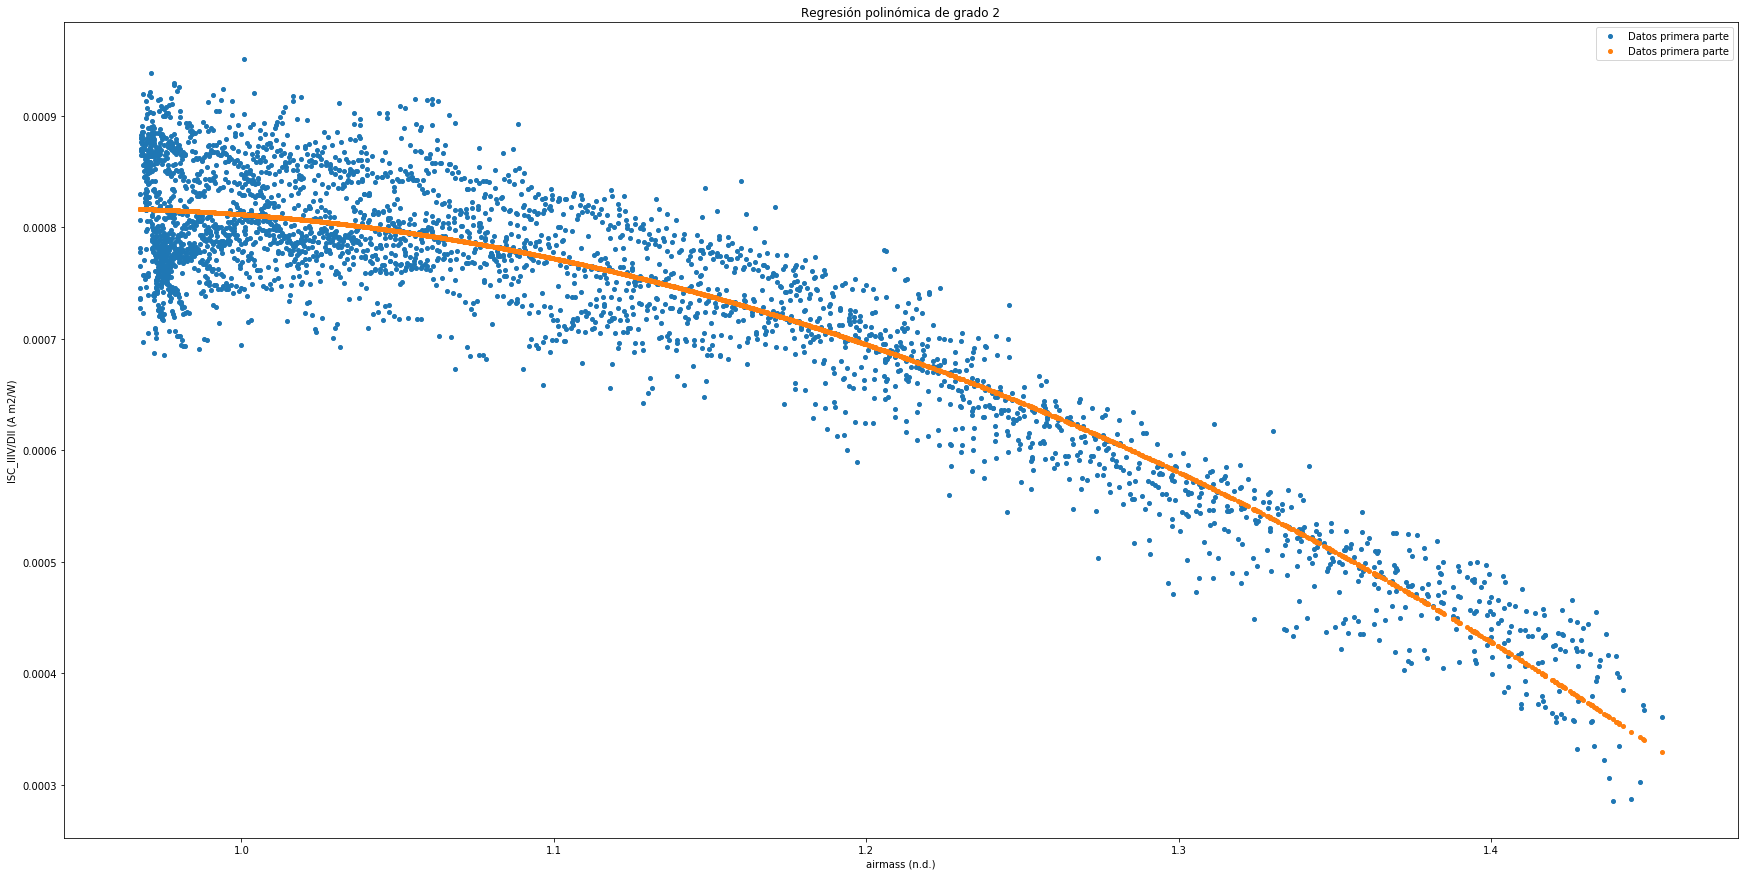 Regresión polinómica de grado 2
Datos primera parte
Datos primera parte
ISC_IIIV/DII (A m2/W)
0.0009
0.0008
0.0007
0.0006
0.0005
0.0004
0.0003
1.0
1.1
1.2
1.3
1.4
airmass (n.d.)